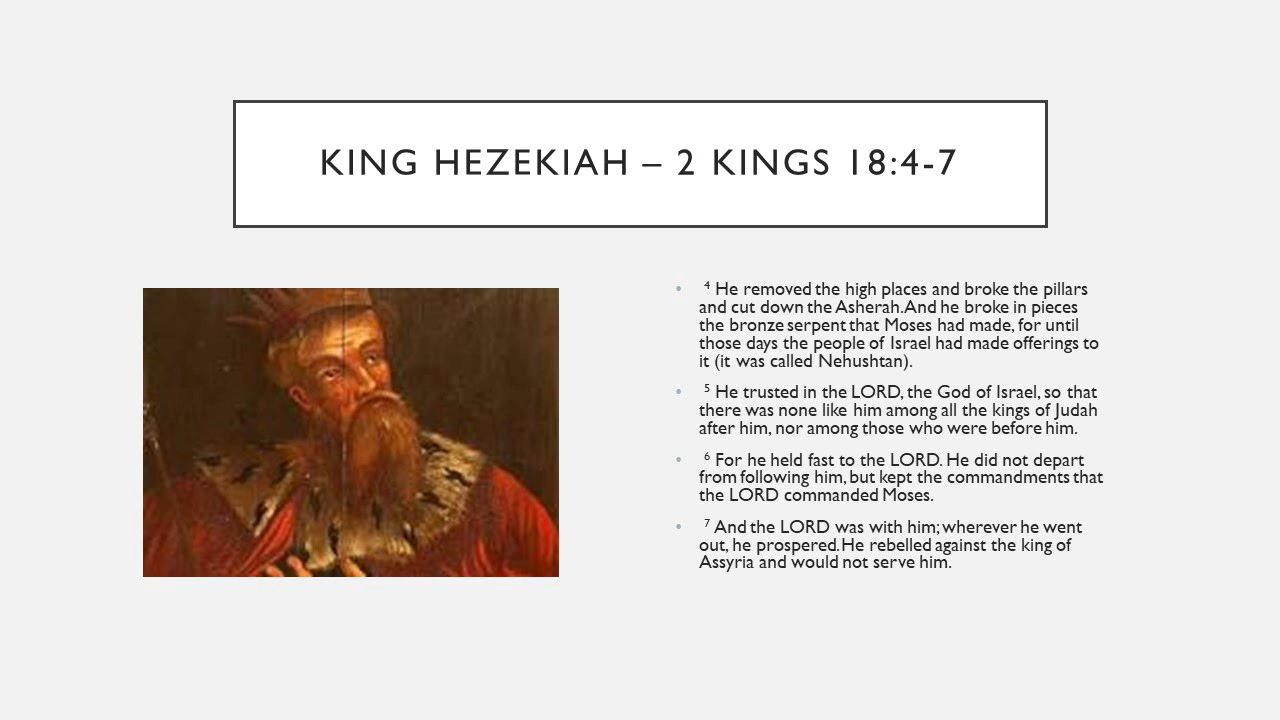 KING HEZEKIAH – 2 KINGS 18:4-7
• ⁴ He removed the high places and broke the pillars
and cut down the Asherah. And he broke in pieces
the bronze serpent that Moses had made, for until
those days the people of Israel had made offerings to
it (it was called Nehushtan).
• ⁵ He trusted in the LORD, the God of Israel, so that
there was none like him among all the kings of Judah
after him, nor among those who were before him.
• ⁶ For he held fast to the LORD. He did not depart
from following him, but kept the commandments that
the LORD commanded Moses.
• ⁷ And the LORD was with him; wherever he went
out, he prospered. He rebelled against the king of
Assyria and would not serve him.